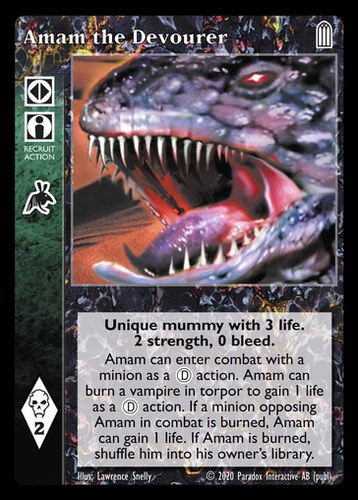 Amam the Devourer
RECRUIT
ACTION
Unique mummy with 3 life.
2 strength, 0 bleed.
Amam can enter combat with a
minion as a Ⓓ action. Amam can
burn a vampire in torpor to gain 1 life
as a Ⓓ action. If a minion opposing
Amam in combat is burned, Amam
can gain 1 life. If Amam is burned,
shuffle him into his owner's library.
2
Illus: Lawrence Snelly
© 2020 Paradox Interactive AB (publ)